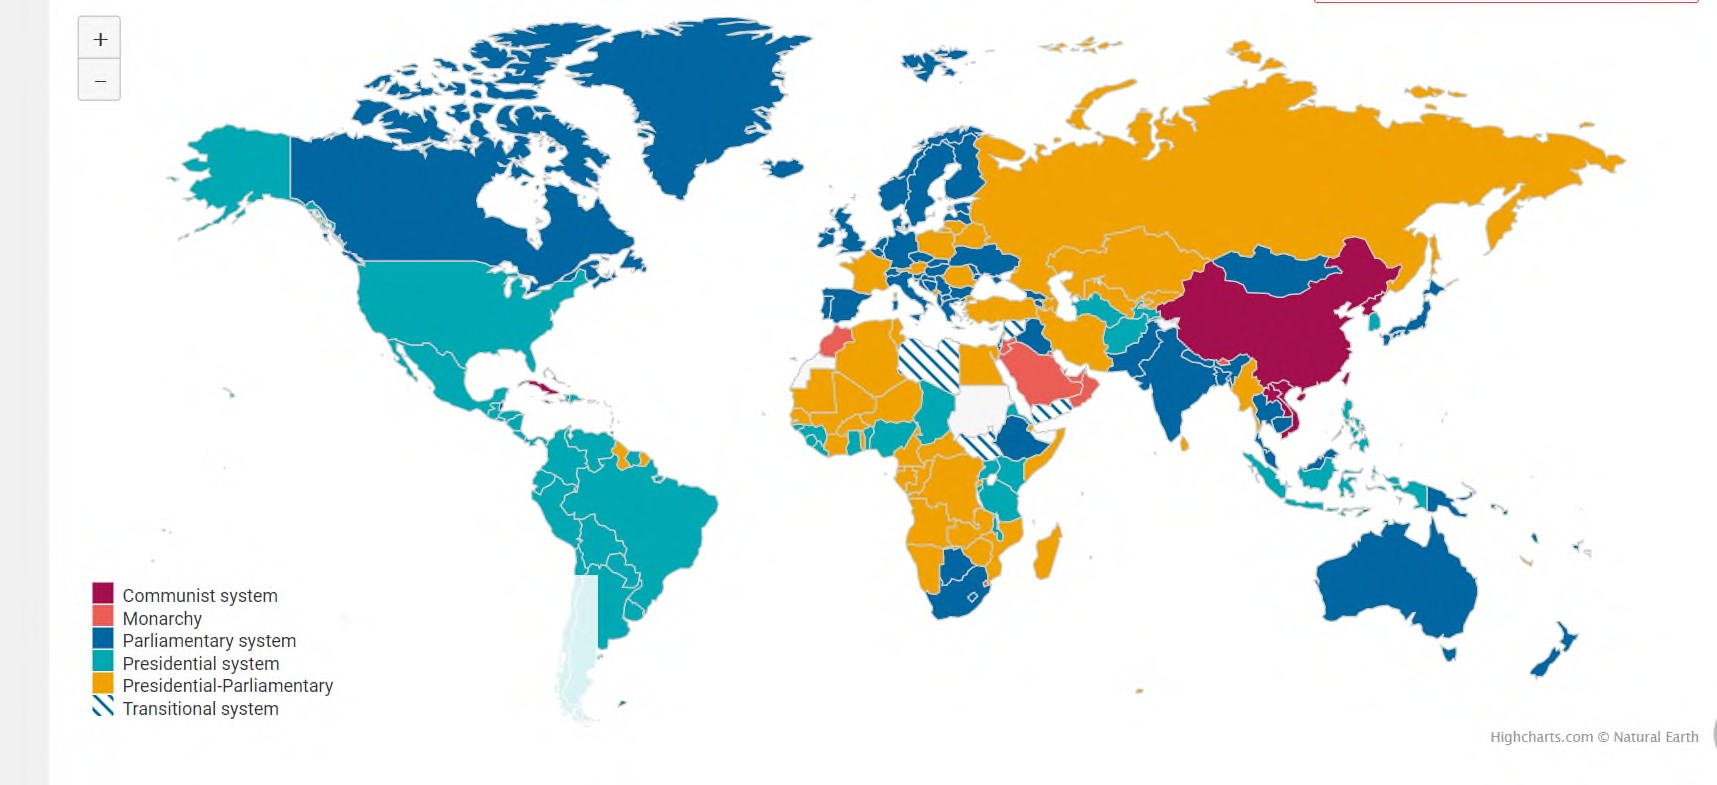 +
−
Communist system
Monarchy
Parliamentary system
Presidential system
Presidential-Parliamentary
Transitional system
Highcharts.com © Natural Earth